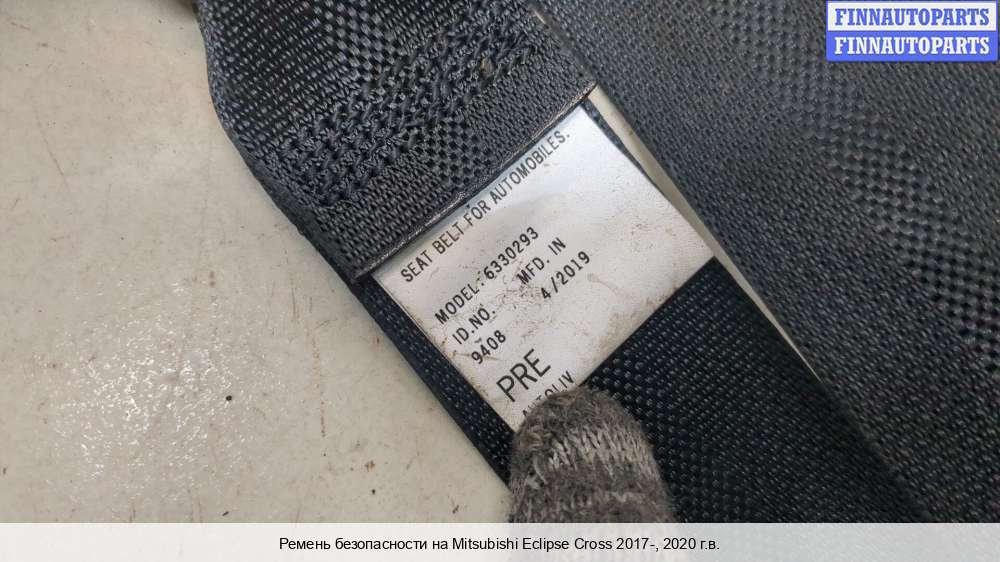 FINNAUTOPARTS
FINNAUTOPARTS
SEAT BELT FOR AUTOMOBILES.
MODEL: 6330293
ID.NO. MFD. IN
9408 4/2019
PRE
AUTOLIV
Ремень безопасности на Mitsubishi Eclipse Cross 2017-, 2020 г.в.